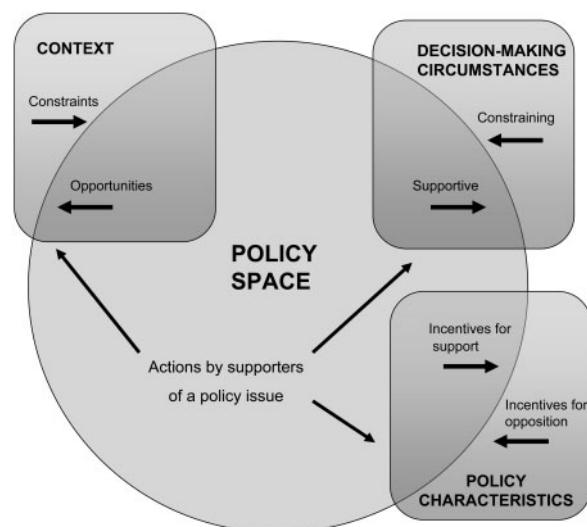 CONTEXT
Constraints
Opportunities
DECISION-MAKING
CIRCUMSTANCES
Constraining
Supportive
POLICY
SPACE
Actions by supporters
of a policy issue
Incentives for
support
Incentives for
opposition
POLICY
CHARACTERISTICS